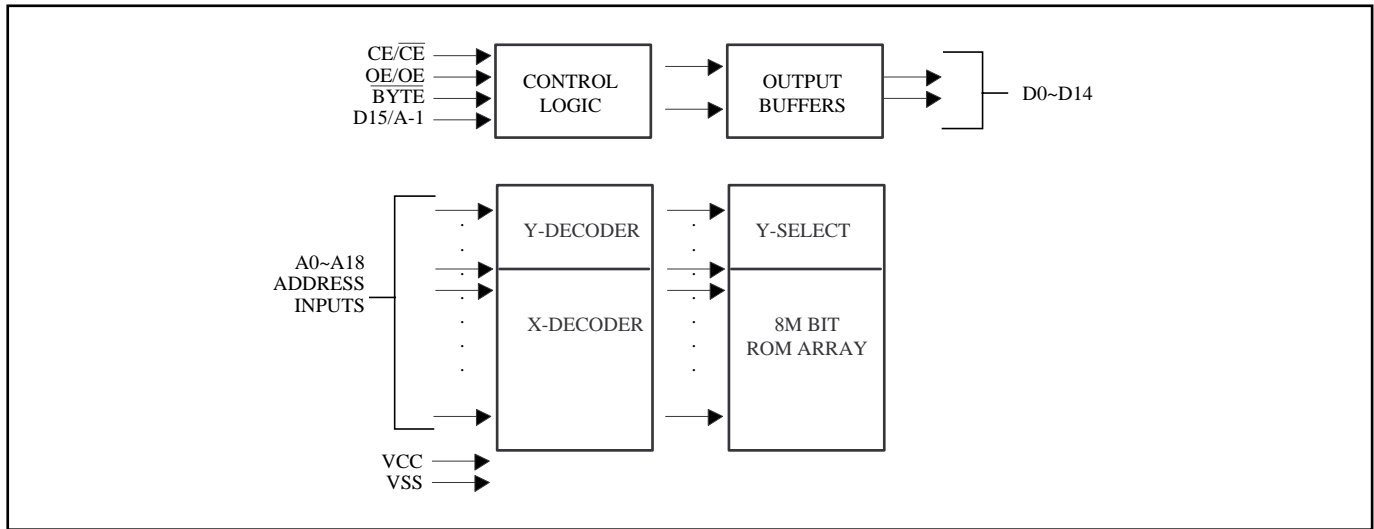 CE/CE
OE/OE
BYTE
D15/A-1
CONTROL
LOGIC
OUTPUT
BUFFERS
D0~D14
A0~A18
ADDRESS
INPUTS
Y-DECODER
X-DECODER
Y-SELECT
8M BIT
ROM ARRAY
VCC
VSS